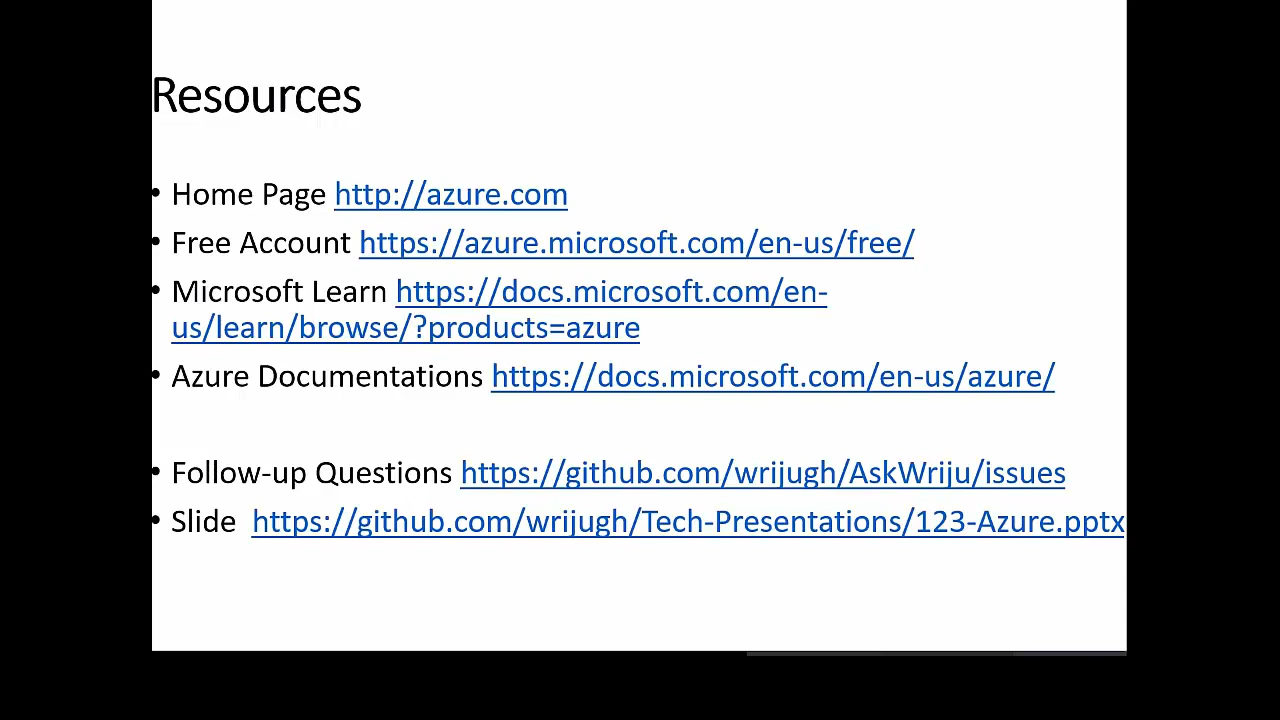 Resources
• Home Page http://azure.com
• Free Account https://azure.microsoft.com/en-us/free/
• Microsoft Learn https://docs.microsoft.com/en-
us/learn/browse/?products=azure
• Azure Documentations https://docs.microsoft.com/en-us/azure/
• Follow-up Questions https://github.com/wrijugh/AskWriju/issues
• Slide https://github.com/wrijugh/Tech-Presentations/123-Azure.pptx